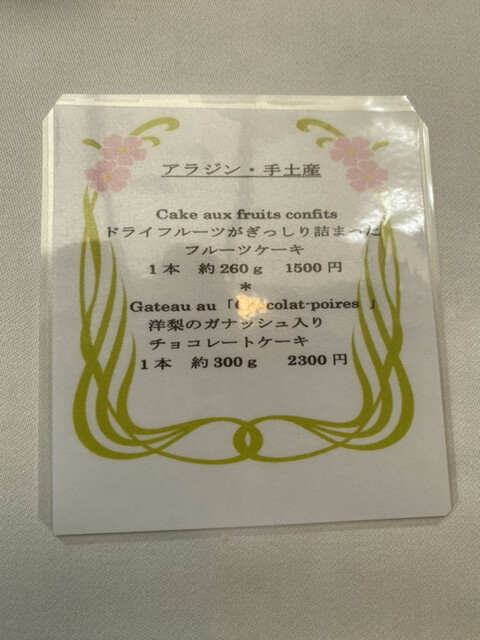 アラジン・手土産
Cake aux fruits confits
ドライフルーツがぎっしり詰まった
フルーツケーキ
1本 約260g 1500円
*
Gateau au「Chocolat-poires」
洋梨のガナッシュ入り
チョコレートケーキ
1本 約300g 2300円